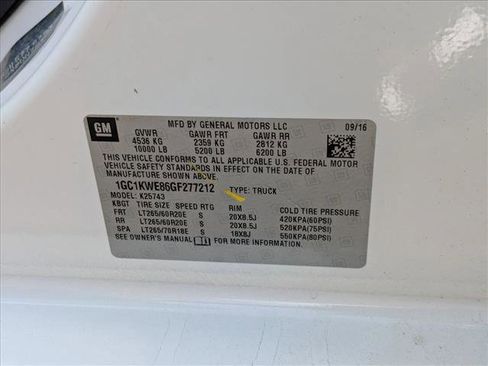 GM
MFD BY GENERAL MOTORS LLC 09/16
GVWR GAWR FRT GAWR RR
4536 KG 2359 KG 2812 KG
10000 LB 5200 LB 6200 LB
THIS VEHICLE CONFORMS TO ALL APPLICABLE U.S. FEDERAL MOTOR
VEHICLE SAFETY STANDARDS IN EFFECT ON THE DATE OF
MANUFACTURE SHOWN ABOVE.
1GC1KWE86GF277212 TYPE: TRUCK
MODEL: K25743
KBGT TIRE SIZE SPEED RTG RIM COLD TIRE PRESSURE
FRT LT265/60R20E S 20X8.5J 420KPA(60PSI)
RR LT265/60R20E S 20X8.5J 520KPA(75PSI)
SPA LT265/70R18E S 18X8J 550KPA(80PSI)
SEE OWNER'S MANUAL FOR MORE INFORMATION.